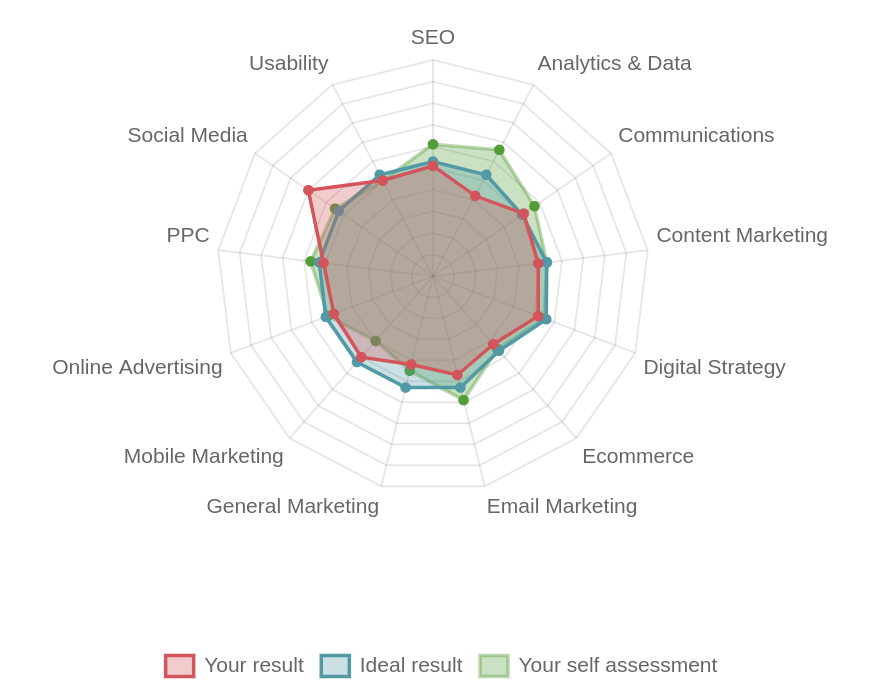 SEO
Usability
Analytics & Data
Social Media
Communications
PPC
Content Marketing
Online Advertising
Digital Strategy
Mobile Marketing
Ecommerce
General Marketing
Email Marketing
Your result
Ideal result
Your self assessment